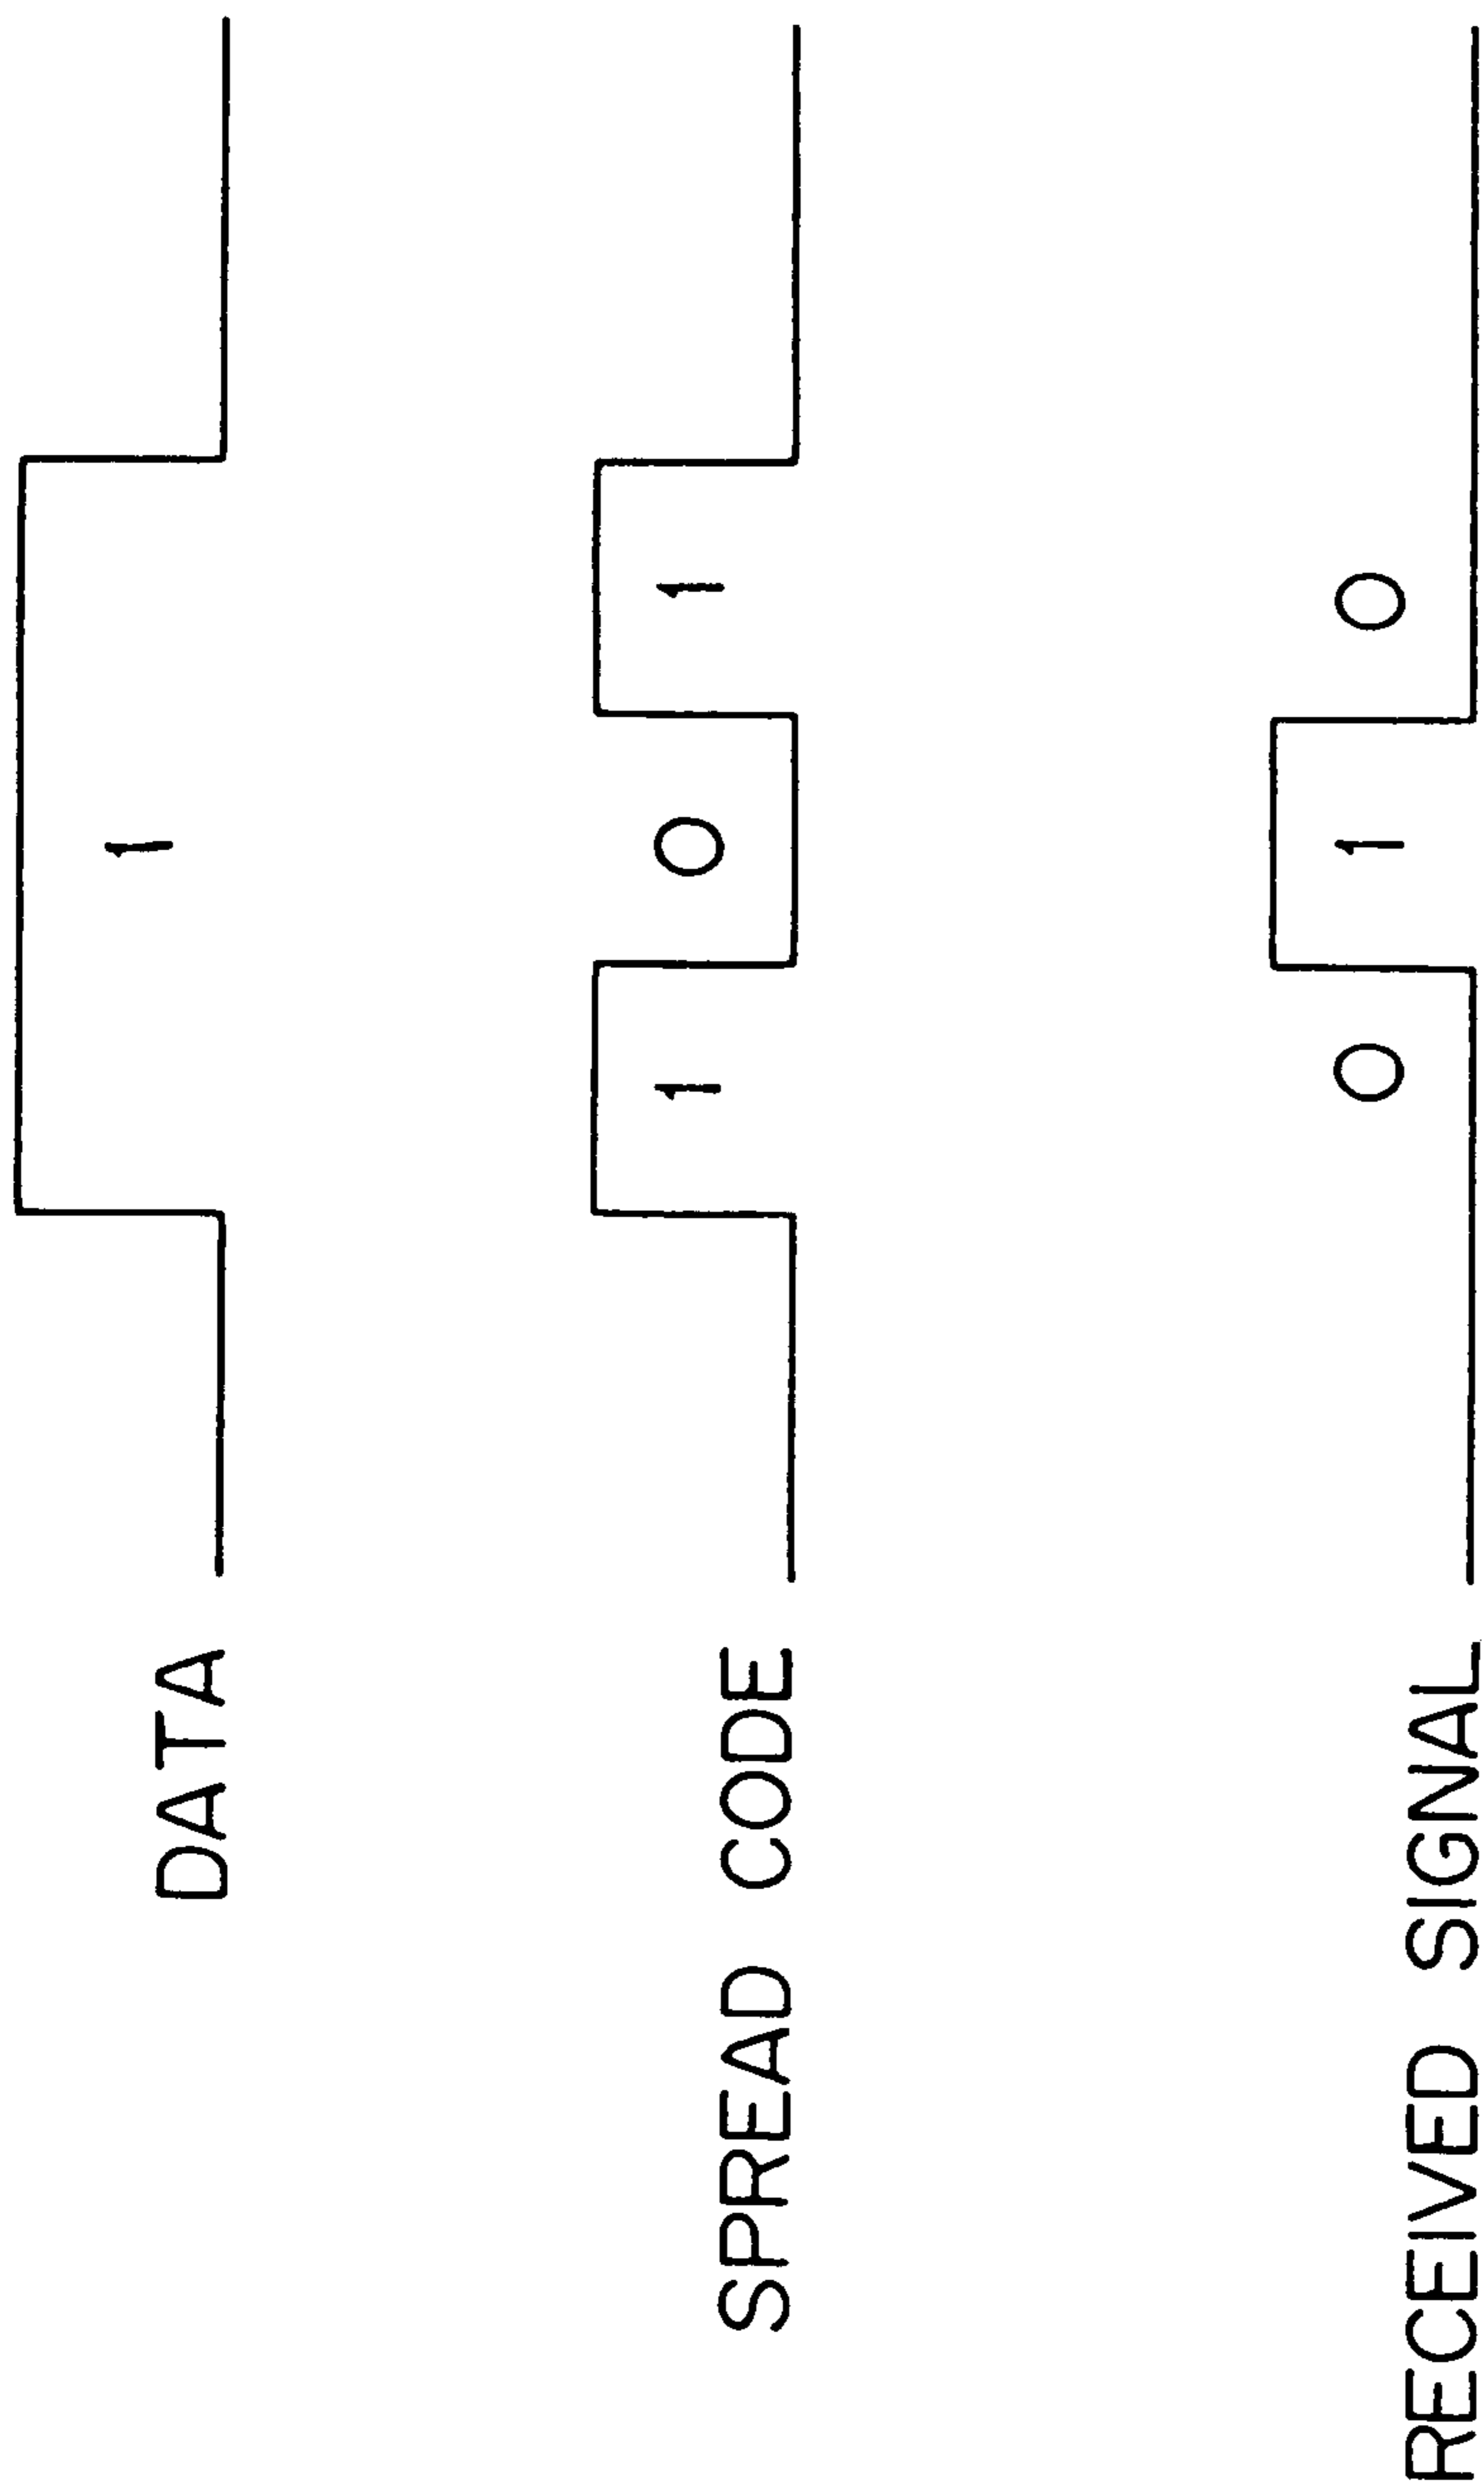 DATA 1
SPREAD CODE 1 0 1
RECEIVED SIGNAL 0 1 0